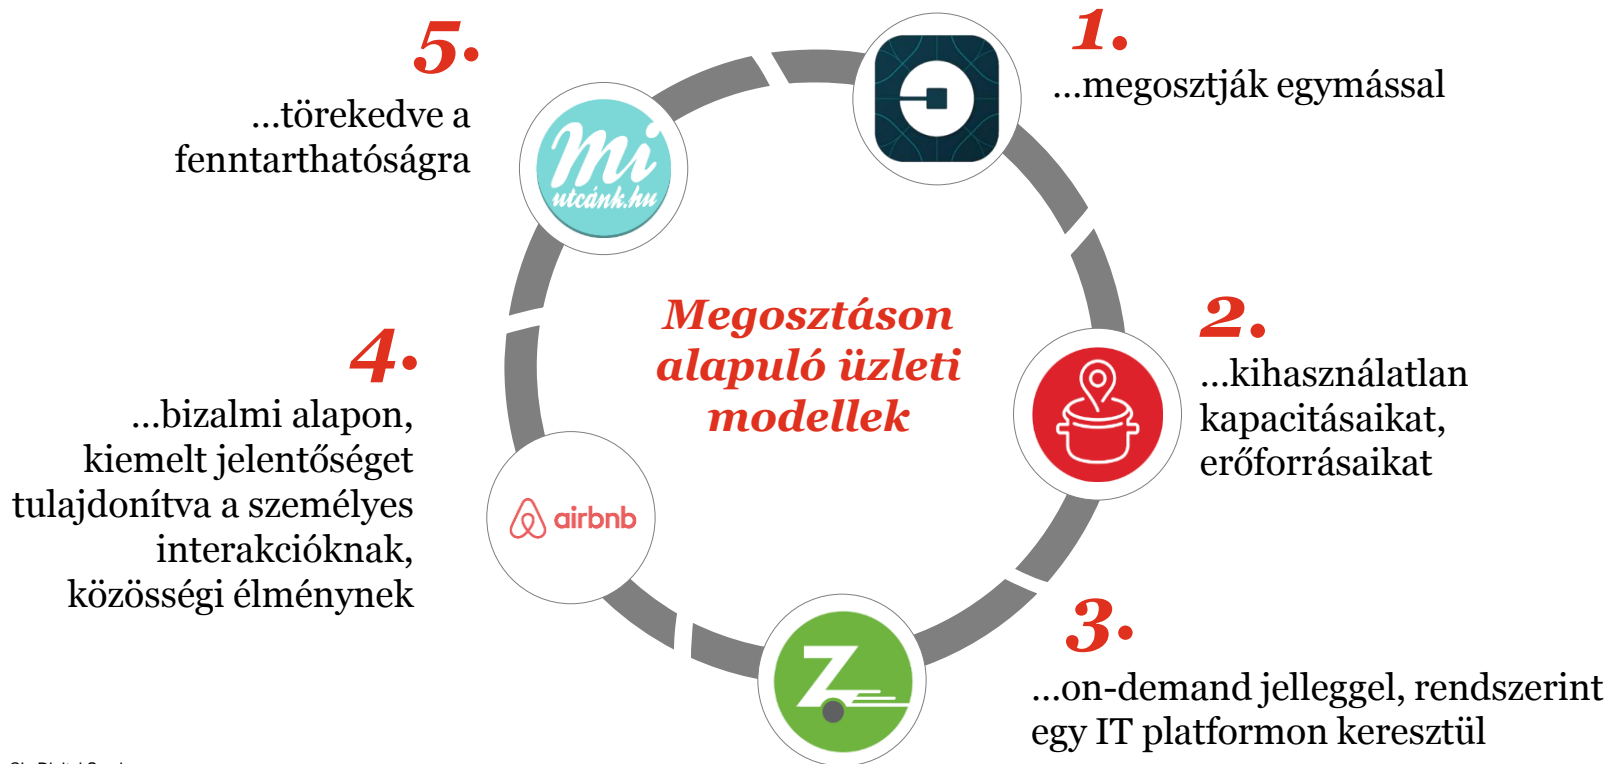 1.
...megosztják egymással
2.
...kihasználatlan
kapacitásaikat,
erőforrásaikat
3.
...on-demand jelleggel, rendszerint
egy IT platformon keresztül
4.
...bizalmi alapon,
kiemelt jelentőséget
tulajdonítva a személyes
interakcióknak,
közösségi élménynek
5.
...törekedve a
fenntarthatóságra
Megosztáson
alapuló üzleti
modellek
mi
utcánk.hu
airbnb
Z